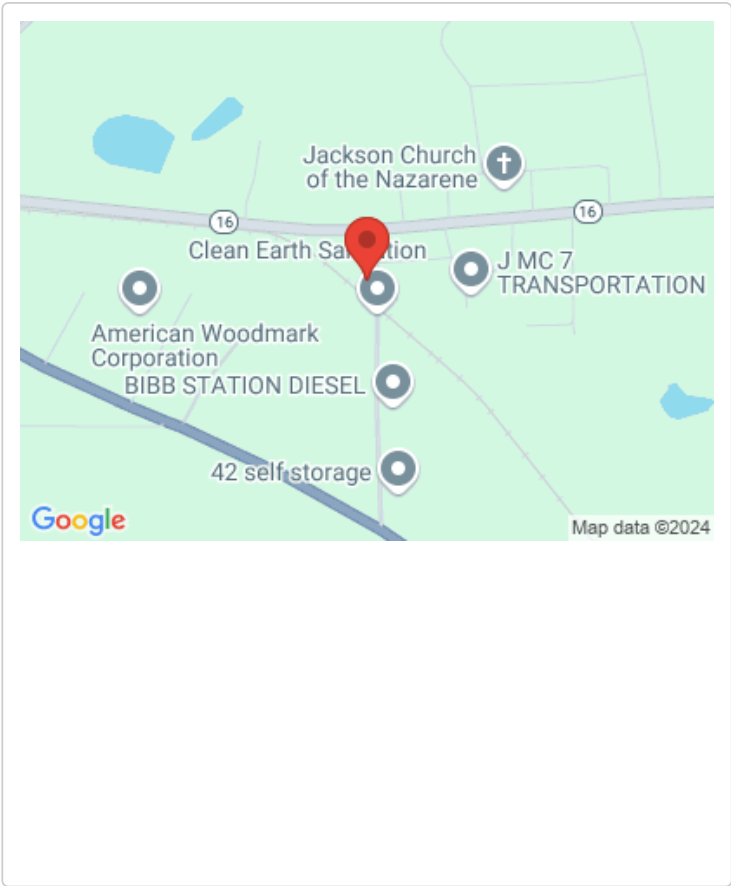 Jackson Church
of the Nazarene
16
16
Clean Earth Sanitation
J MC 7
TRANSPORTATION
American Woodmark
Corporation
BIBB STATION DIESEL
42 self storage
Google
Map data ©2024